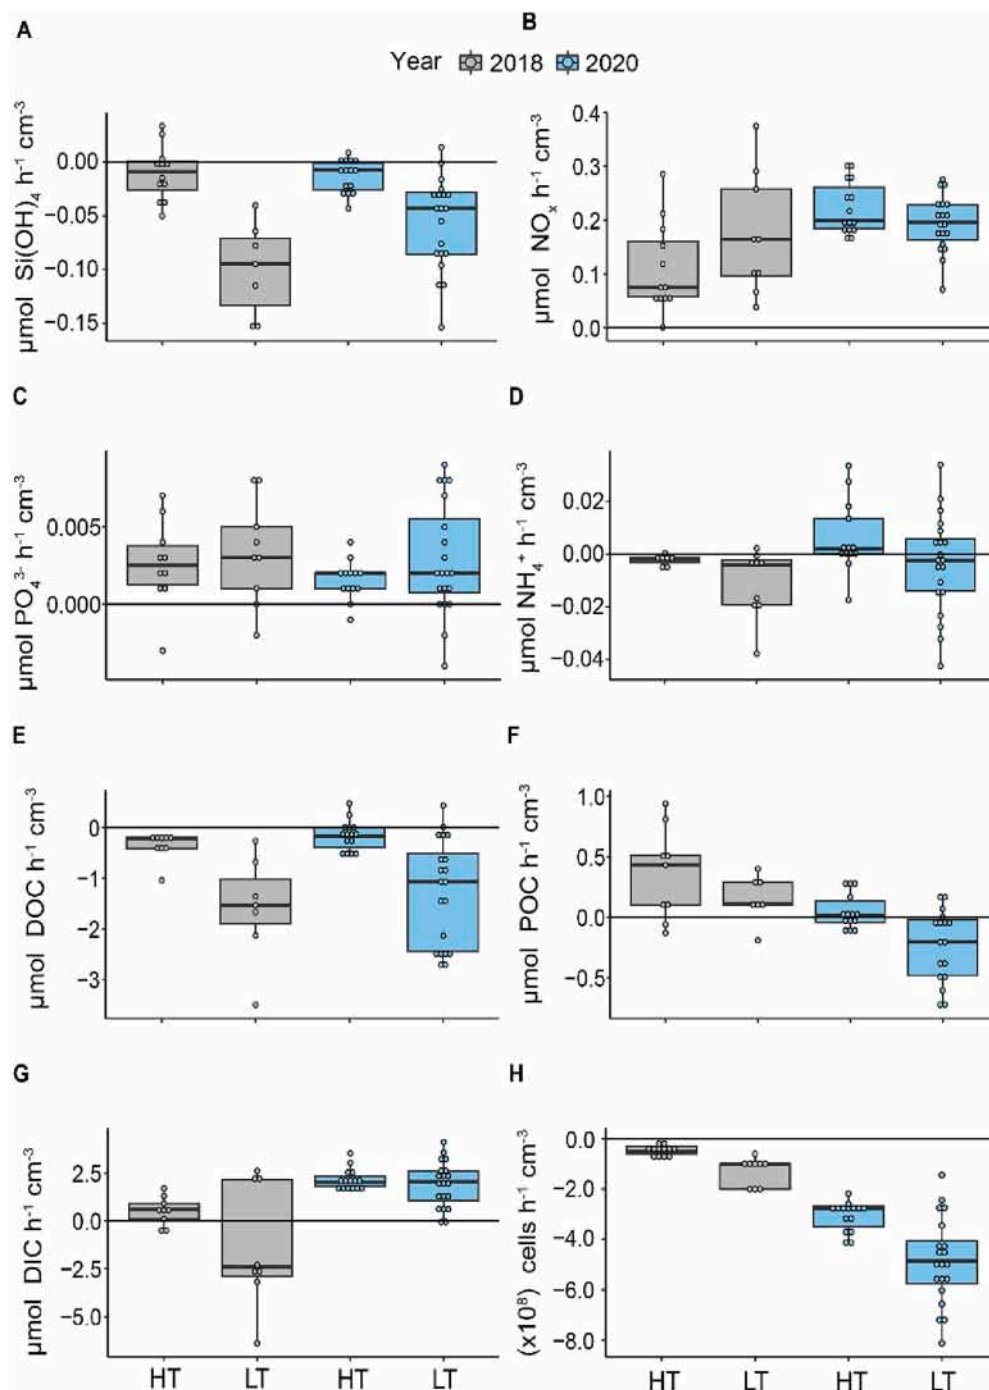 A
B
Year 2018 2020
µmol Si(OH)₄ h⁻¹ cm⁻³
0.00
−0.05
−0.10
−0.15
µmol NOₓ h⁻¹ cm⁻³
0.4
0.3
0.2
0.1
0.0
C
D
µmol PO₄³⁻ h⁻¹ cm⁻³
0.005
0.000
µmol NH₄⁺ h⁻¹ cm⁻³
0.02
0.00
−0.02
−0.04
E
F
µmol DOC h⁻¹ cm⁻³
0
−1
−2
−3
µmol POC h⁻¹ cm⁻³
1.0
0.5
0.0
−0.5
G
H
µmol DIC h⁻¹ cm⁻³
2.5
0.0
−2.5
−5.0
(x10⁸) cells h⁻¹ cm⁻³
0.0
−2.0
−4.0
−6.0
−8.0
HT LT HT LT
HT LT HT LT